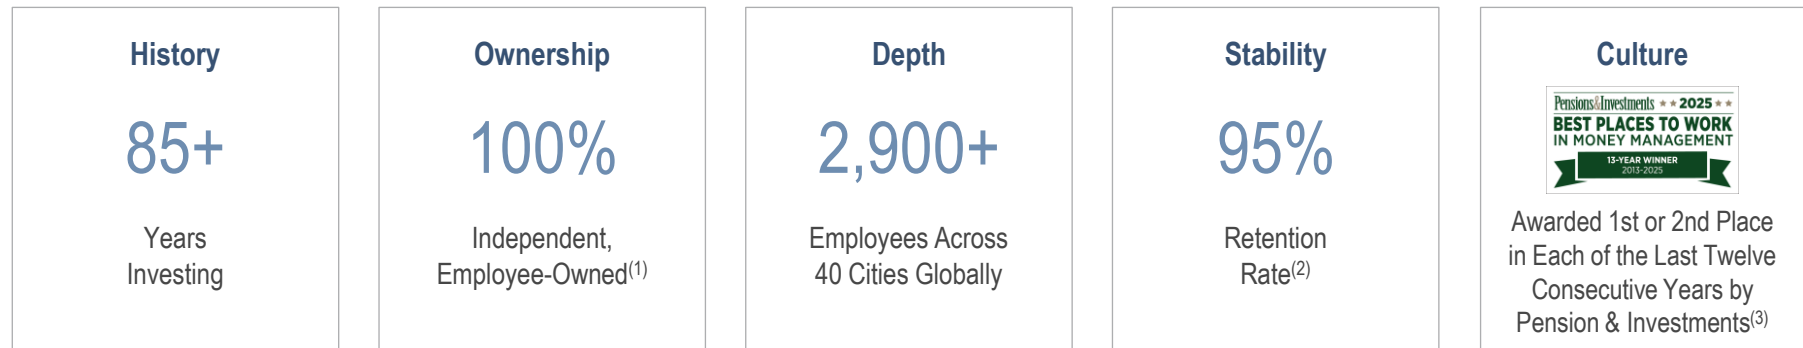 History
85+
Years
Investing
Ownership
100%
Independent,
Employee-Owned(1)
Depth
2,900+
Employees Across
40 Cities Globally
Stability
95%
Retention
Rate(2)
Culture
Pensions&Investments ★★2025★★
BEST PLACES TO WORK
IN MONEY MANAGEMENT
13-YEAR WINNER
2013-2025
Awarded 1st or 2nd Place
in Each of the Last Twelve
Consecutive Years by
Pension & Investments(3)